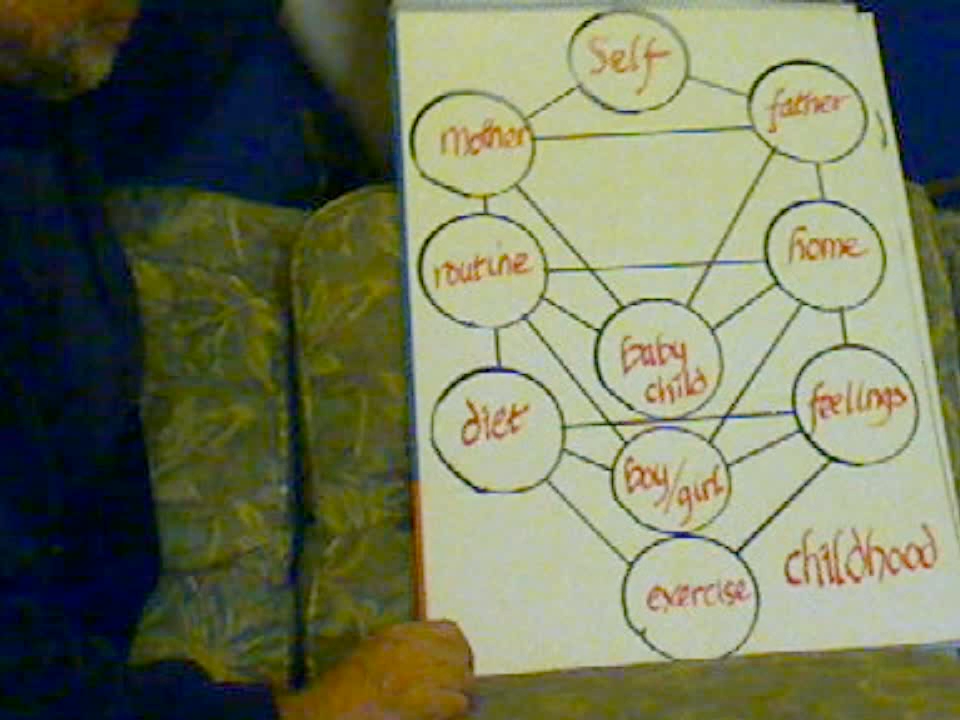 Self
mother
father
routine
home
baby
child
diet
feelings
boy/girl
exercise
childhood